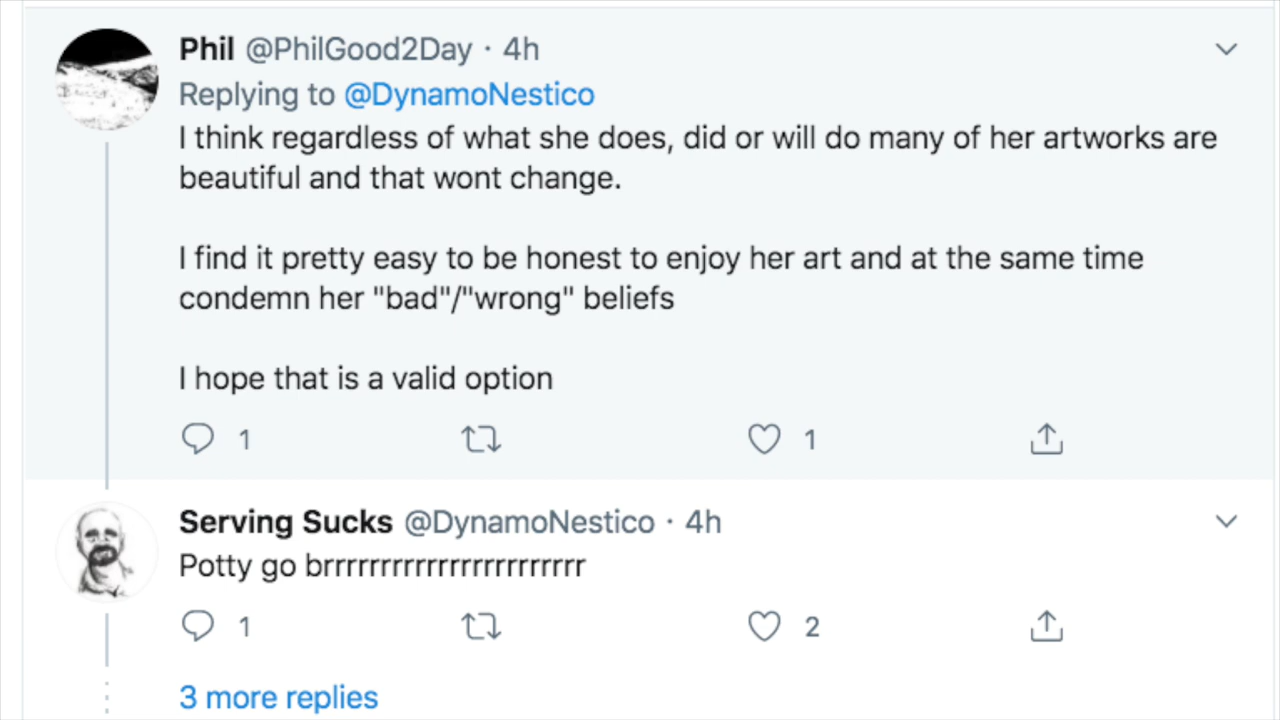 Phil @PhilGood2Day · 4h
Replying to @DynamoNestico
I think regardless of what she does, did or will do many of her artworks are
beautiful and that wont change.
I find it pretty easy to be honest to enjoy her art and at the same time
condemn her "bad"/"wrong" beliefs
I hope that is a valid option
1 1
Serving Sucks @DynamoNestico · 4h
Potty go brrrrrrrrrrrrrrrrrrrrrrr
1 2
3 more replies